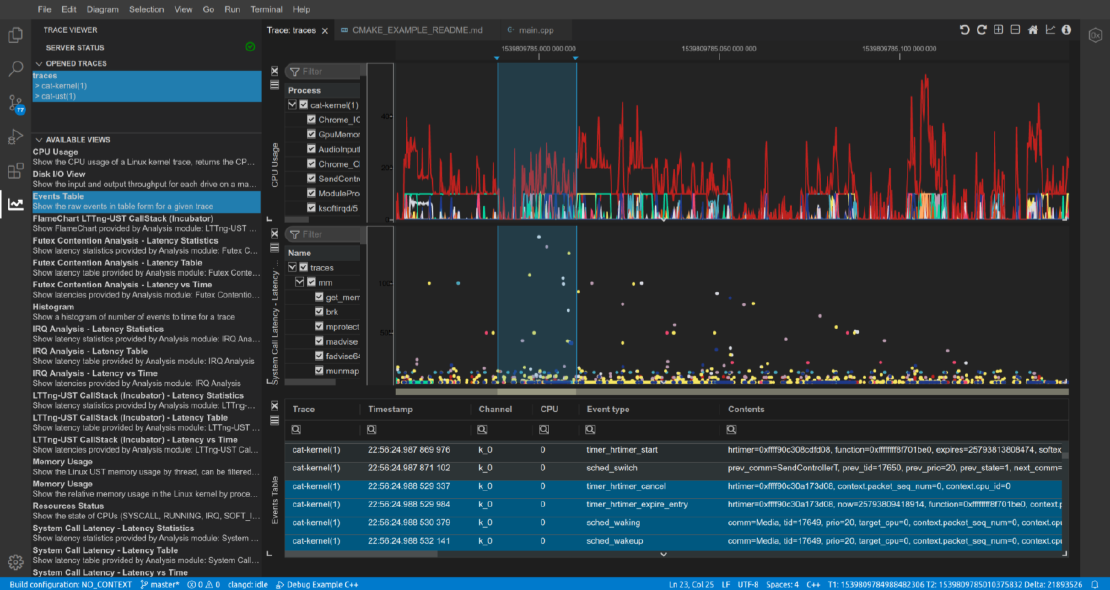 File Edit Diagram Selection View Go Run Terminal Help
TRACE VIEWER
SERVER STATUS
OPENED TRACES
traces
> cat-kernel(1)
> cat-ust(1)
AVAILABLE VIEWS
CPU Usage
Show the CPU usage of a Linux kernel trace, returns the CP...
Disk I/O View
Show the input and output throughput for each drive on a ma...
Events Table
Show the raw events in table form for a given trace
FlameChart LTTng-UST CallStack (Incubator)
Show FlameChart provided by Analysis module: LTTng-UST ...
Futex Contention Analysis - Latency Statistics
Show latency statistics provided by Analysis module: Futex C...
Futex Contention Analysis - Latency Table
Show latency table provided by Analysis module: Futex Conte...
Futex Contention Analysis - Latency vs Time
Show latencies provided by Analysis module: Futex Contentio...
Histogram
Show a histogram of number of events to time for a trace
IRQ Analysis - Latency Statistics
Show latency statistics provided by Analysis module: IRQ Ana...
IRQ Analysis - Latency Table
Show latency table provided by Analysis module: IRQ Analysis
IRQ Analysis - Latency vs Time
Show latencies provided by Analysis module: IRQ Analysis
LTTng-UST CallStack (Incubator) - Latency Statistics
Show latency statistics provided by Analysis module: LTTng-...
LTTng-UST CallStack (Incubator) - Latency Table
Show latency table provided by Analysis module: LTTng-UST ...
LTTng-UST CallStack (Incubator) - Latency vs Time
Show latencies provided by Analysis module: LTTng-UST Cal...
Memory Usage
Show the Linux UST memory usage by thread, can be filtered...
Memory Usage
Show the relative memory usage in the Linux kernel by proce...
Resources Status
Show the state of CPUs (SYSCALL, RUNNING, IRQ, SOFT_I...
System Call Latency - Latency Statistics
Show latency statistics provided by Analysis module: System ...
System Call Latency - Latency Table
Show latency table provided by Analysis module: System Call...
System Call Latency - Latency vs Time
Trace: traces CMAKE_EXAMPLE_README.md main.cpp
1539809785.000 000 000 1539809785.050 000 000 1539809785.100 000 000
CPU Usage
Filter
Process
cat-kernel(1)
Chrome_IO
GpuMemor
AudioInputI
Chrome_Cl
SendContr
ModulePro
ksoftirqd/5
System Call Latency - Latency ...
Filter
Name
traces
mm
get_mem
brk
mprotect
madvise
fadvise6
munmap
Events Table
Trace Timestamp Channel CPU Event type Contents
cat-kernel(1) 22:56:24.987 869 976 k_0 0 timer_hrtimer_start hrtimer=0xffff90c308cdfd08, function=0xffffffff8f701be0, expires=2579381380847​4, softex
cat-kernel(1) 22:56:24.987 871 102 k_0 0 sched_switch prev_comm=SendControllerT, prev_tid=17650, prev_prio=20, prev_state=1, next_comm=
cat-kernel(1) 22:56:24.988 529 337 k_0 0 timer_hrtimer_cancel hrtimer=0xffff90c30a173d08, context.packet_seq_num=0, context.cpu_id=0
cat-kernel(1) 22:56:24.988 529 984 k_0 0 timer_hrtimer_expire_entry hrtimer=0xffff90c30a173d08, now=25793809418914, function=0xffffffff8f701be0, context.p
cat-kernel(1) 22:56:24.988 530 379 k_0 0 sched_waking comm=Media, tid=17649, prio=20, target_cpu=0, context.packet_seq_num=0, context.cpu
cat-kernel(1) 22:56:24.988 532 141 k_0 0 sched_wakeup comm=Media, tid=17649, prio=20, target_cpu=0, context.packet_seq_num=0, context.cpu
Build configuration: NO_CONTEXT master* 0 0 clangd: idle Debug Example C++ Ln 23, Col 25 LF UTF-8 Spaces: 4 C++ T1: 1539809784988482306 T2: 1539809785010375832 Delta: 21893526